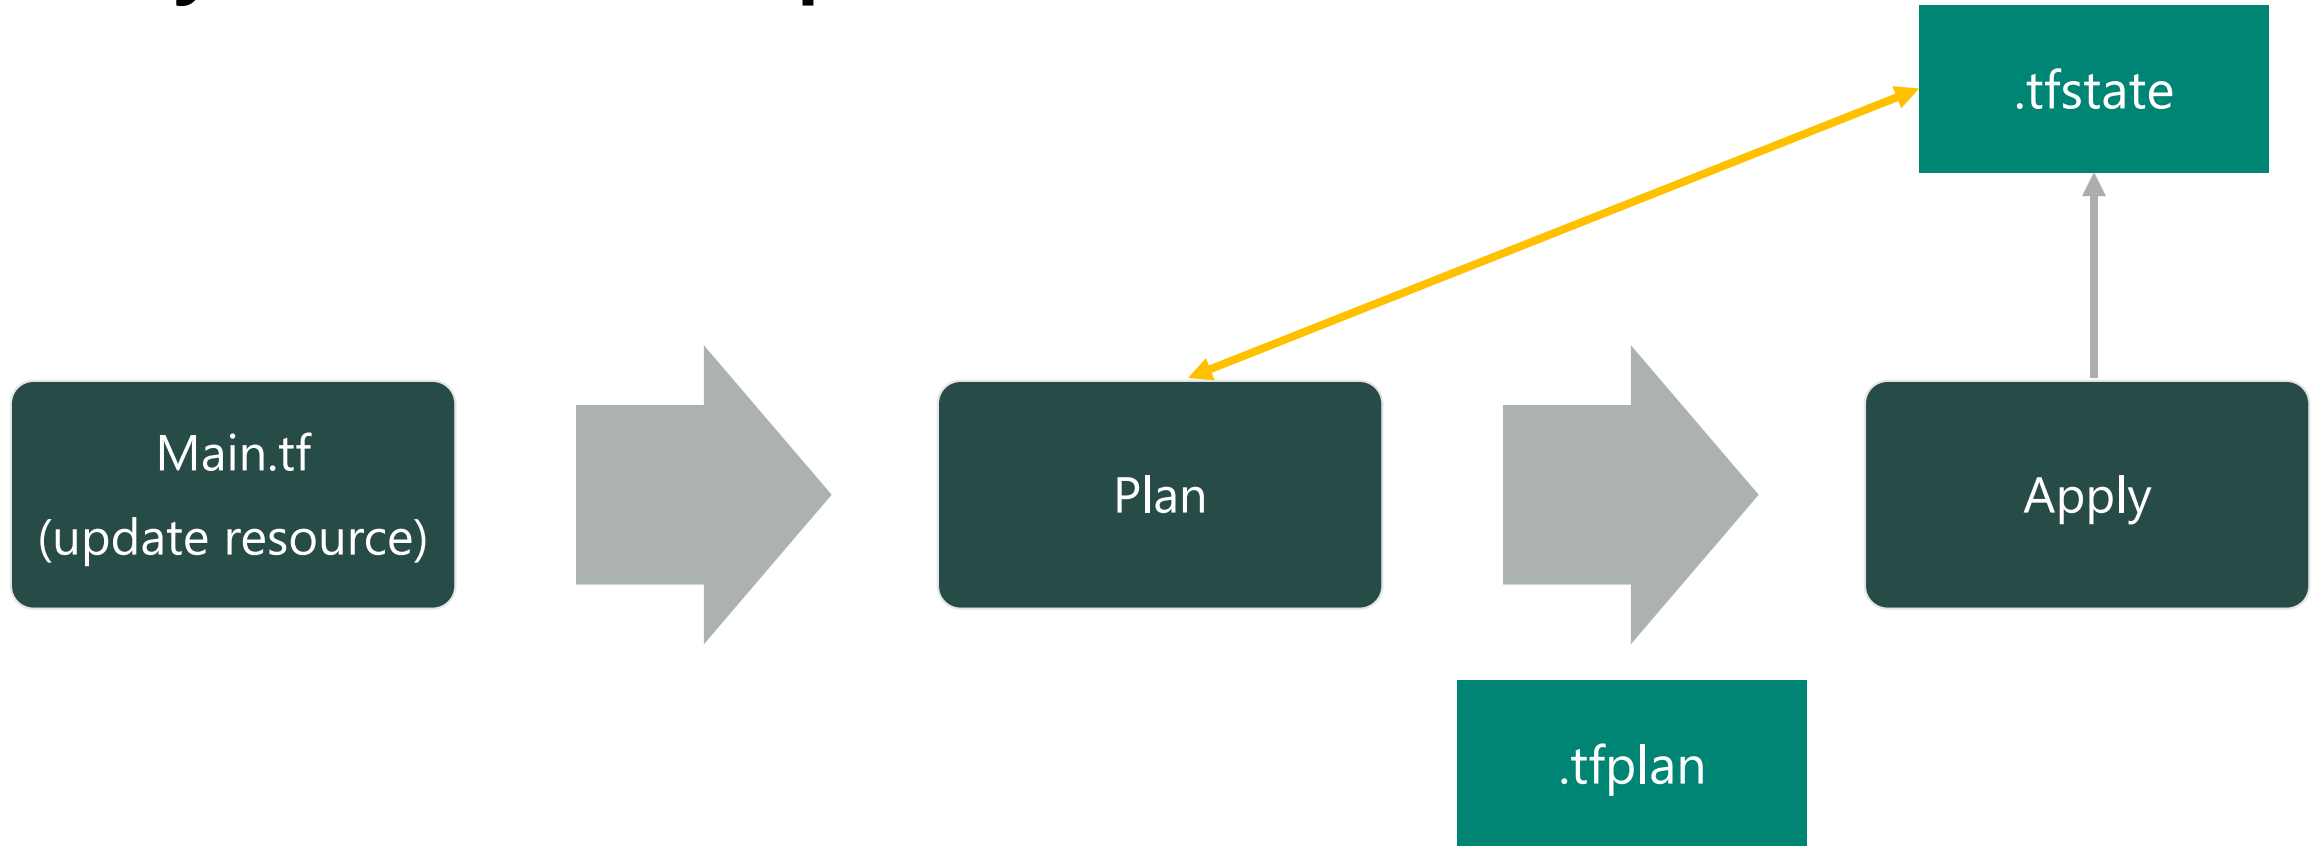 .tfstate
Main.tf
(update resource)
Plan
Apply
.tfplan